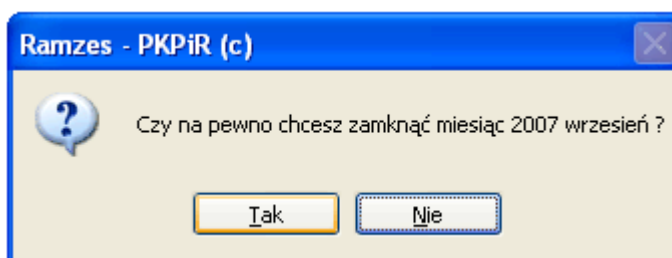 Ramzes - PKPiR (c)
Czy na pewno chcesz zamknąć miesiąc 2007 wrzesień ?
Tak Nie